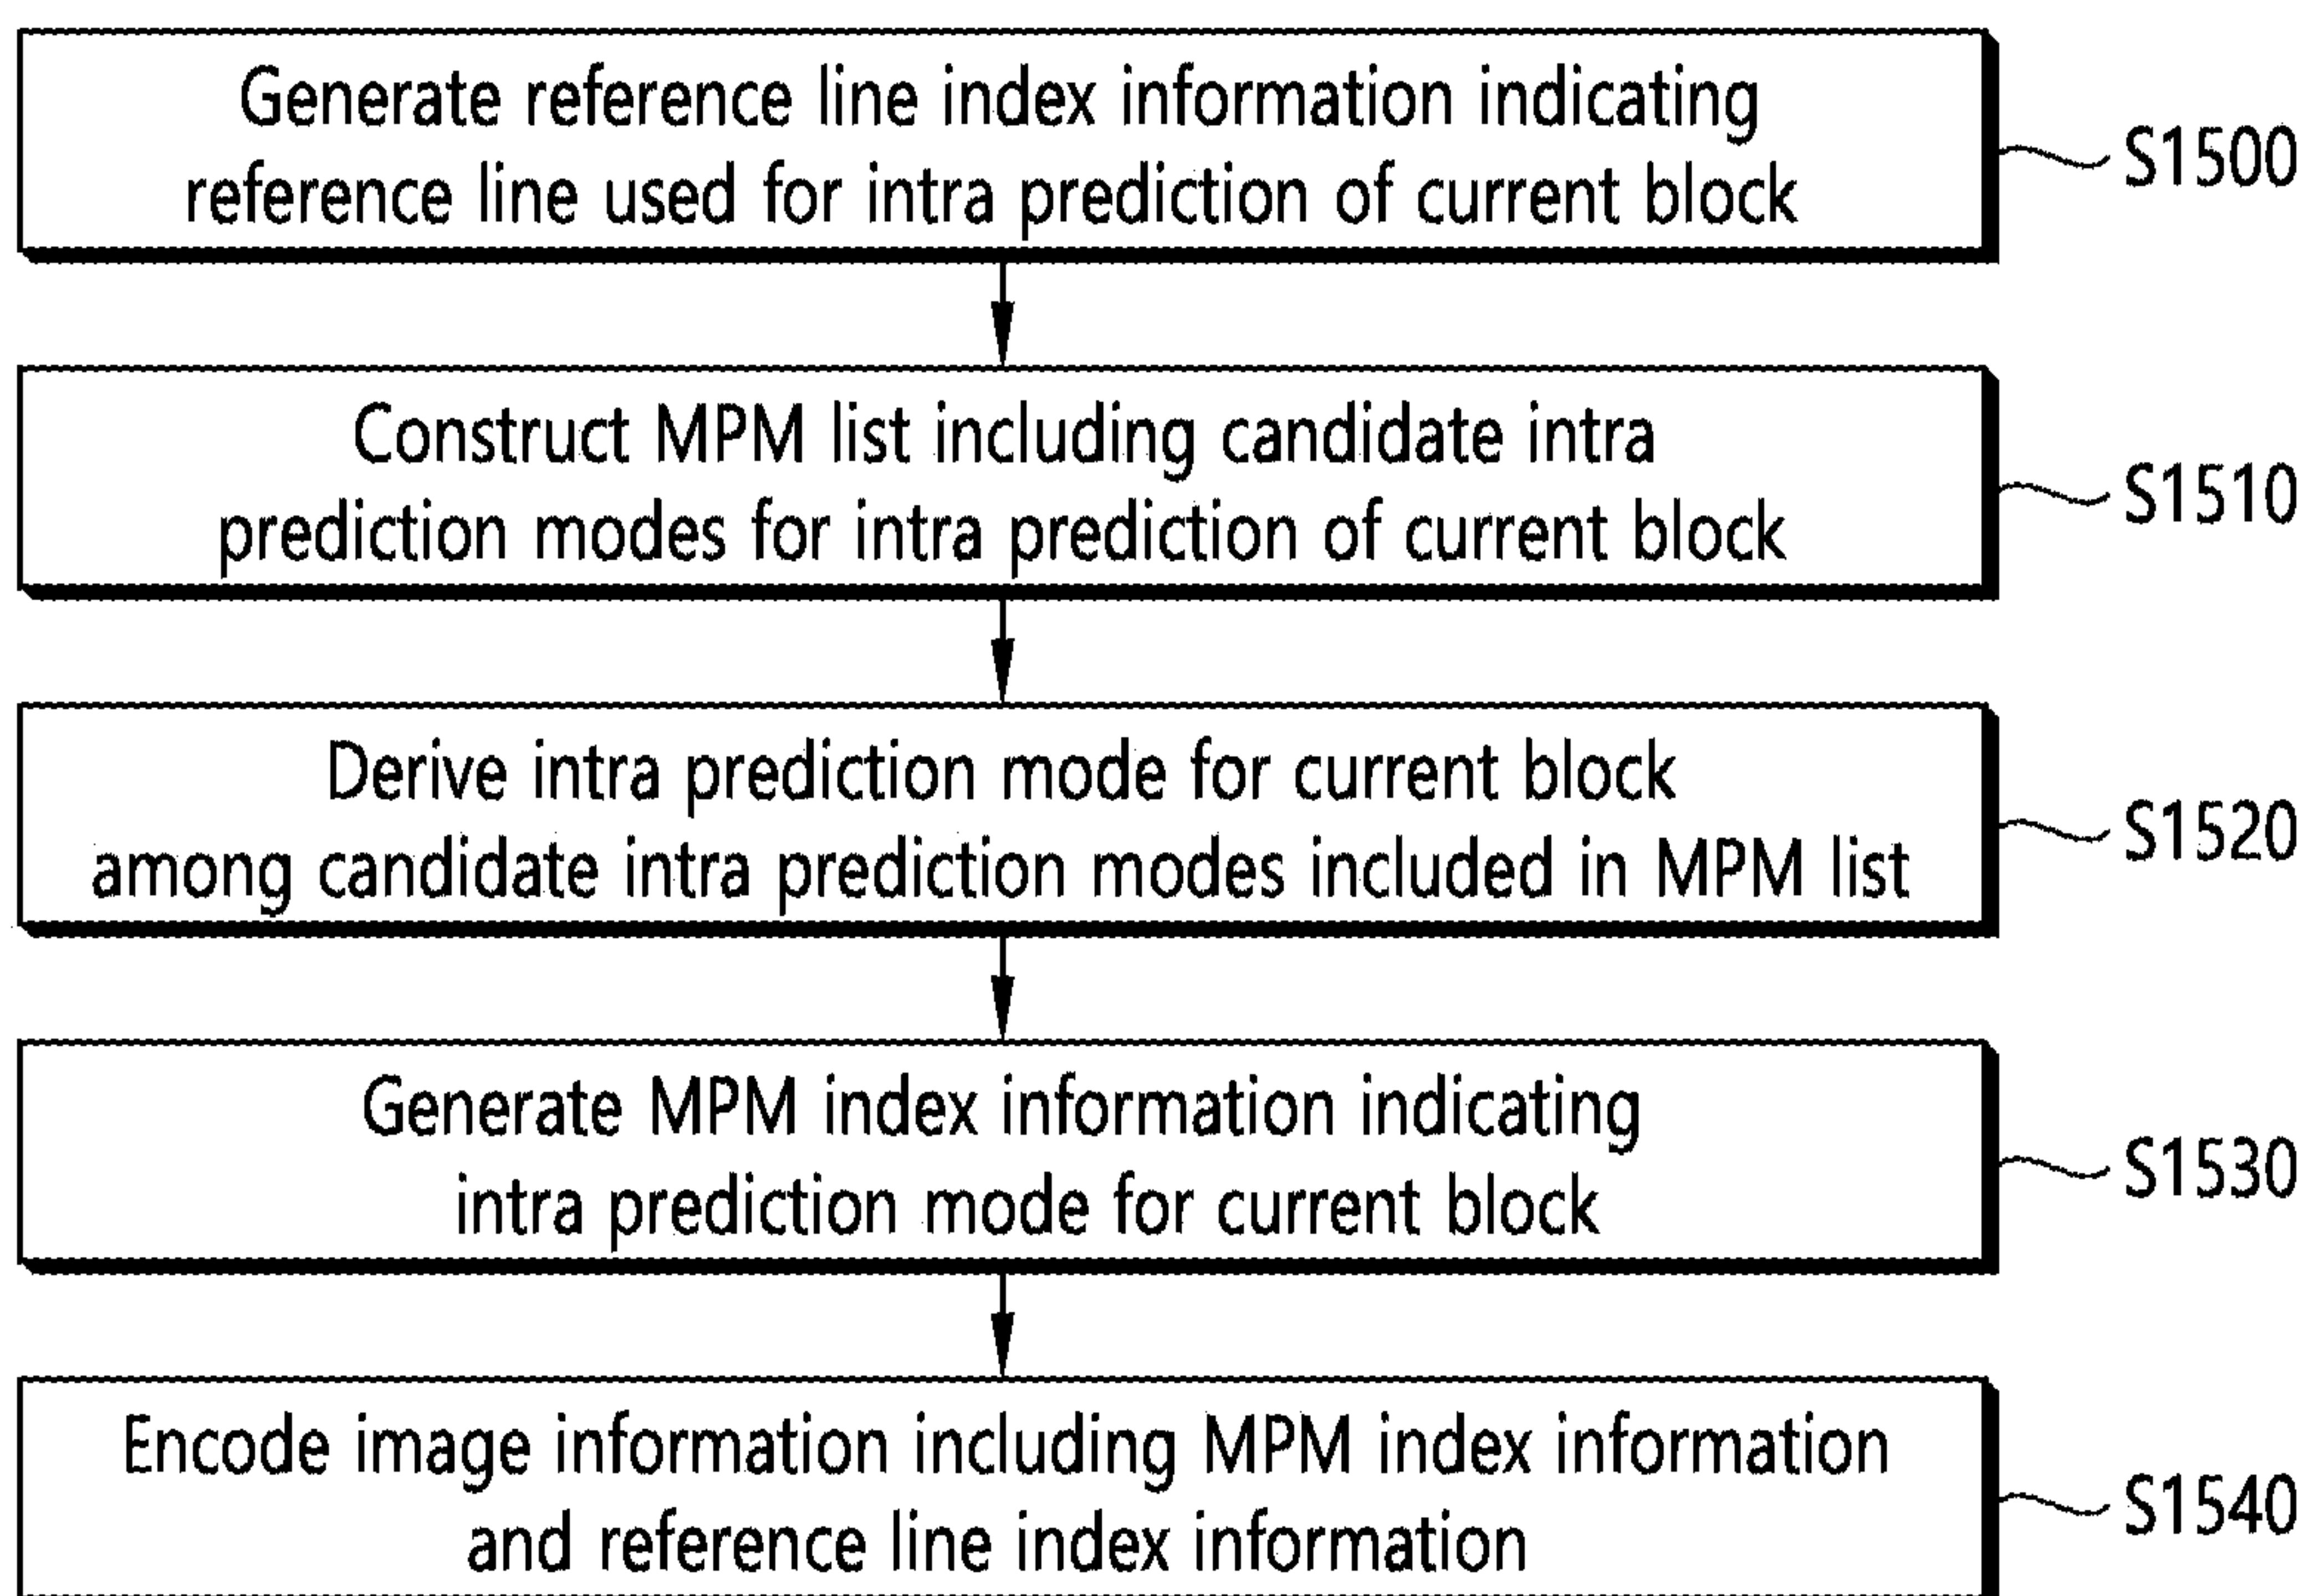 Generate reference line index information indicating
reference line used for intra prediction of current block
S1500
Construct MPM list including candidate intra
prediction modes for intra prediction of current block
S1510
Derive intra prediction mode for current block
among candidate intra prediction modes included in MPM list
S1520
Generate MPM index information indicating
intra prediction mode for current block
S1530
Encode image information including MPM index information
and reference line index information
S1540